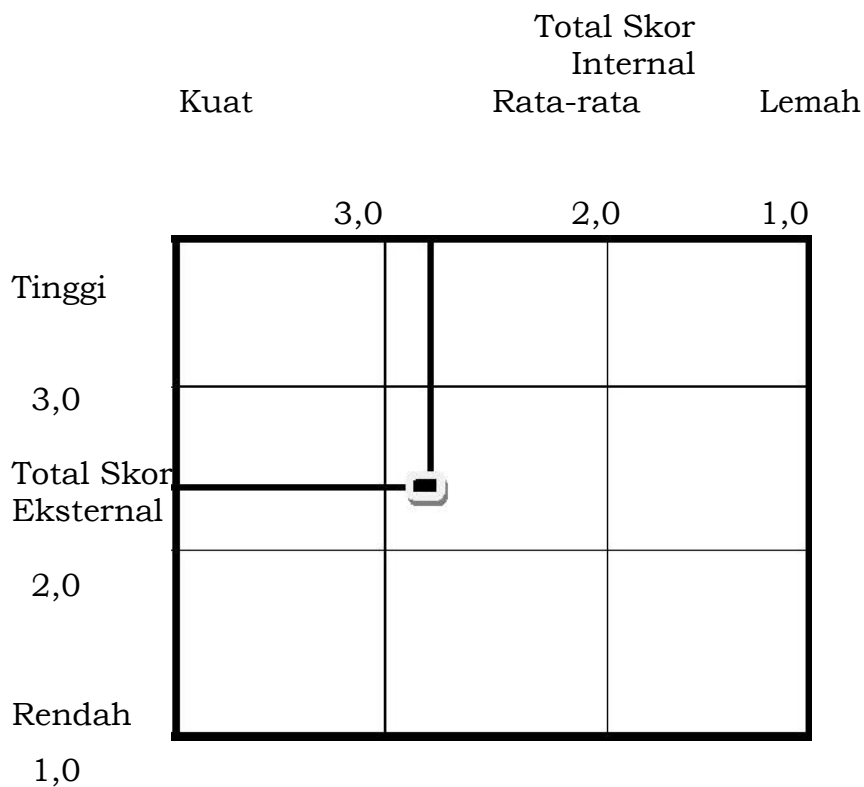 Total Skor
Internal
Kuat Rata-rata Lemah
3,0 2,0 1,0
Tinggi
3,0
Total Skor
Eksternal
2,0
Rendah
1,0